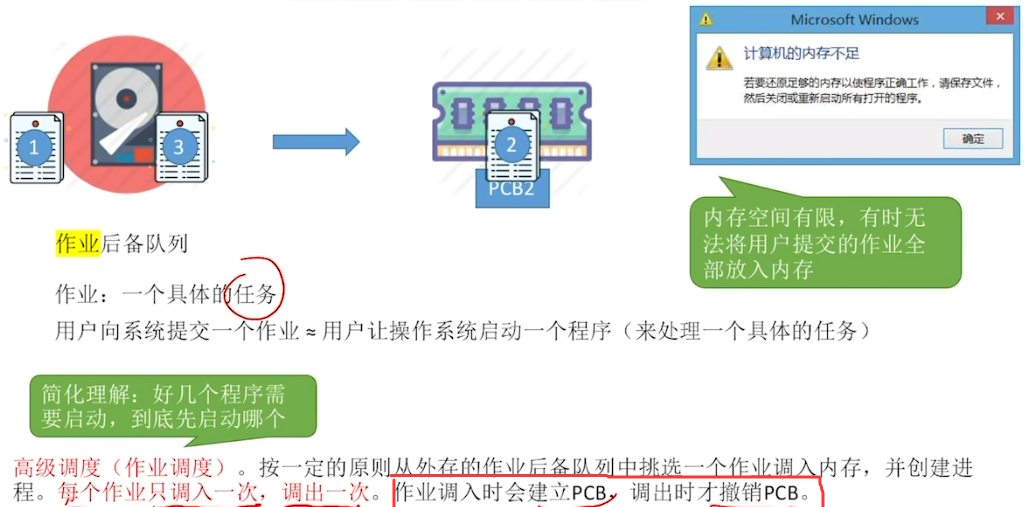 Microsoft Windows
计算机的内存不足
若要还原足够的内存以使程序正确工作，请保存文件，
然后关闭或重新启动所有打开的程序。
确定
1
3
2
PCB2
内存空间有限，有时无
法将用户提交的作业全
部放入内存
作业后备队列
作业：一个具体的任务
用户向系统提交一个作业 ≈ 用户让操作系统启动一个程序（来处理一个具体的任务）
简化理解：好几个程序需
要启动，到底先启动哪个
高级调度（作业调度）。按一定的原则从外存的作业后备队列中挑选一个作业调入内存，并创建进
程。每个作业只调入一次，调出一次。作业调入时会建立PCB，调出时才撤销PCB。